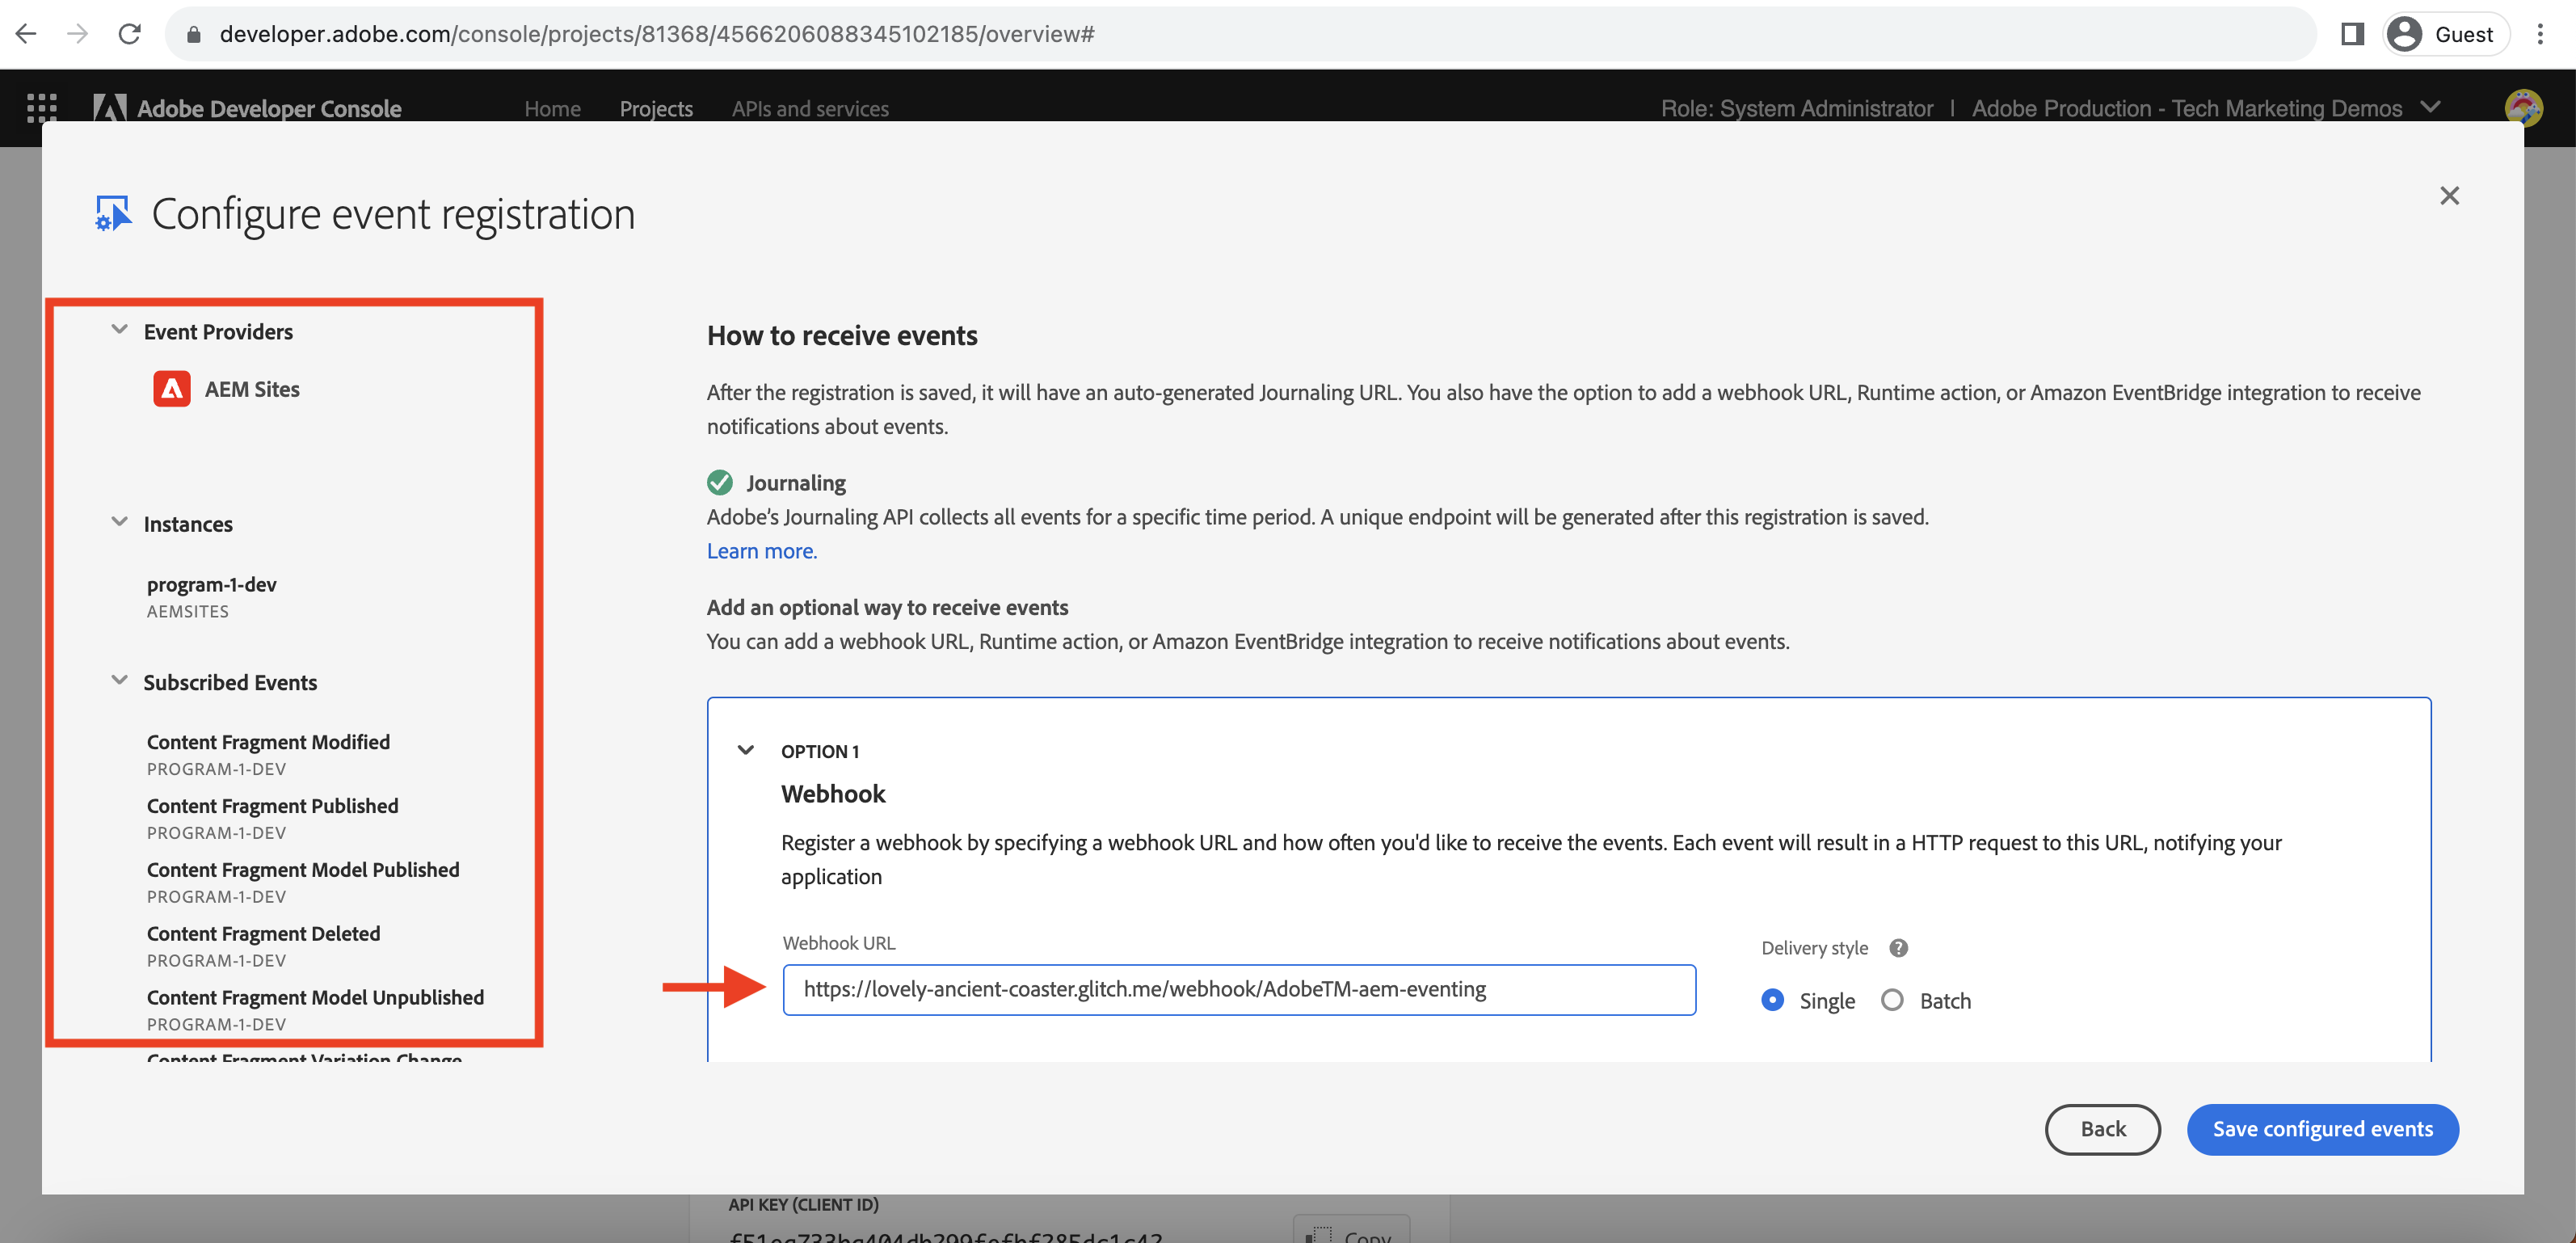 developer.adobe.com/console/projects/81368/4566206088345102185/overview#
Guest
Adobe Developer Console
Home
Projects
APIs and services
Role: System Administrator | Adobe Production - Tech Marketing Demos
Configure event registration
Event Providers
AEM Sites
Instances
program-1-dev
AEMSITES
Subscribed Events
Content Fragment Modified
PROGRAM-1-DEV
Content Fragment Published
PROGRAM-1-DEV
Content Fragment Model Published
PROGRAM-1-DEV
Content Fragment Deleted
PROGRAM-1-DEV
Content Fragment Model Unpublished
PROGRAM-1-DEV
Content Fragment Variation Change
How to receive events
After the registration is saved, it will have an auto-generated Journaling URL. You also have the option to add a webhook URL, Runtime action, or Amazon EventBridge integration to receive
notifications about events.
Journaling
Adobe’s Journaling API collects all events for a specific time period. A unique endpoint will be generated after this registration is saved.
Learn more.
Add an optional way to receive events
You can add a webhook URL, Runtime action, or Amazon EventBridge integration to receive notifications about events.
OPTION 1
Webhook
Register a webhook by specifying a webhook URL and how often you'd like to receive the events. Each event will result in a HTTP request to this URL, notifying your
application
Webhook URL
https://lovely-ancient-coaster.glitch.me/webhook/AdobeTM-aem-eventing
Delivery style
Single
Batch
Back
Save configured events
API KEY (CLIENT ID)
Copy